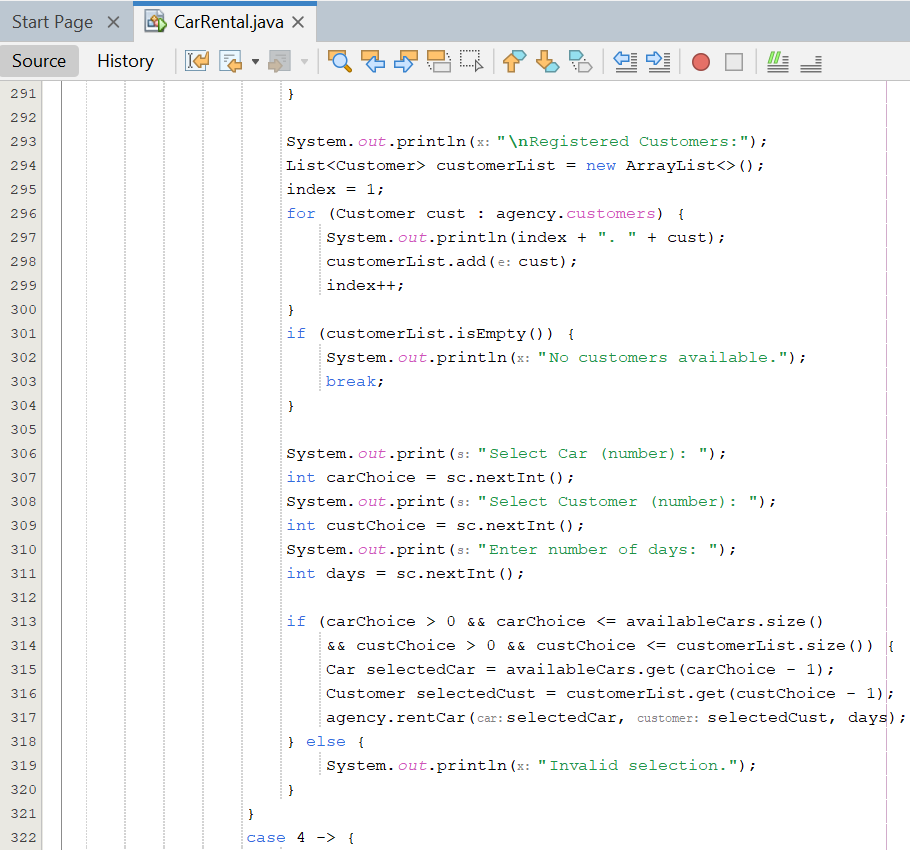 Start Page
CarRental.java
Source History
291 }
292
293 System.out.println(x: "\nRegistered Customers:");
294 List<Customer> customerList = new ArrayList<>();
295 index = 1;
296 for (Customer cust : agency.customers) {
297 System.out.println(index + ". " + cust);
298 customerList.add(e: cust);
299 index++;
300 }
301 if (customerList.isEmpty()) {
302 System.out.println(x: "No customers available.");
303 break;
304 }
305
306 System.out.print(s: "Select Car (number): ");
307 int carChoice = sc.nextInt();
308 System.out.print(s: "Select Customer (number): ");
309 int custChoice = sc.nextInt();
310 System.out.print(s: "Enter number of days: ");
311 int days = sc.nextInt();
312
313 if (carChoice > 0 && carChoice <= availableCars.size()
314 && custChoice > 0 && custChoice <= customerList.size()) {
315 Car selectedCar = availableCars.get(carChoice - 1);
316 Customer selectedCust = customerList.get(custChoice - 1);
317 agency.rentCar(car: selectedCar, customer: selectedCust, days);
318 } else {
319 System.out.println(x: "Invalid selection.");
320 }
321 }
322 case 4 -> {